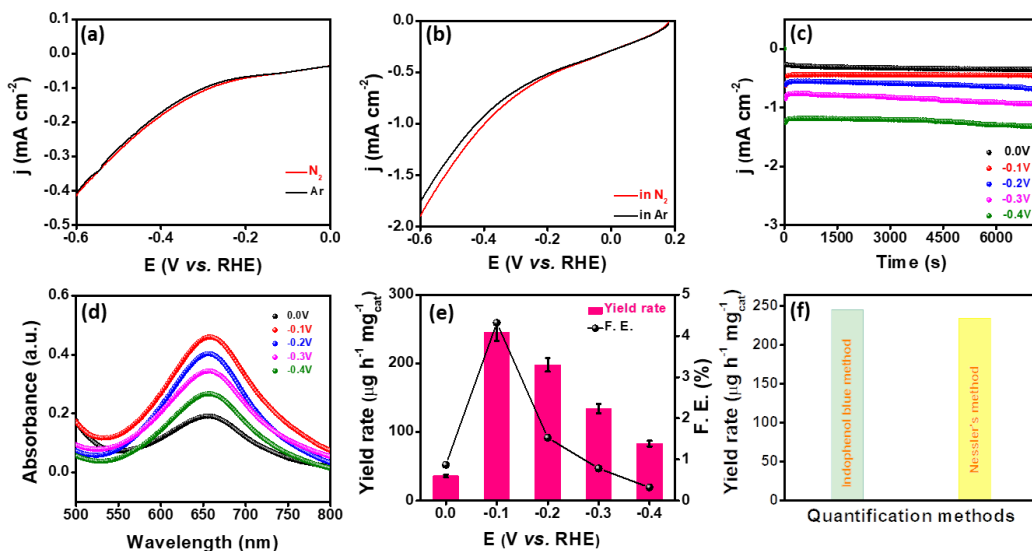 (a)
0.1
0.0
-0.1
-0.2
-0.3
-0.4
-0.5
j (mA cm⁻²)
N₂
Ar
-0.6
-0.4
-0.2
0.0
E (V vs. RHE)
(b)
0.0
-0.5
-1.0
-1.5
-2.0
j (mA cm⁻²)
in N₂
in Ar
-0.6
-0.4
-0.2
0.0
0.2
E (V vs. RHE)
(c)
0
-1
-2
-3
j (mA cm⁻²)
0.0V
-0.1V
-0.2V
-0.3V
-0.4V
0
1500
3000
4500
6000
Time (s)
(d)
0.6
0.4
0.2
0.0
Absorbance (a.u.)
0.0V
-0.1V
-0.2V
-0.3V
-0.4V
500
550
600
650
700
750
800
Wavelength (nm)
(e)
300
200
100
0
Yield rate (µg h⁻¹ mg⁻¹cat)
Yield rate
F. E.
5
4
3
2
1
0
F. E. (%)
0.0
-0.1
-0.2
-0.3
-0.4
E (V vs. RHE)
(f)
250
200
150
100
50
0
Yield rate (µg h⁻¹ mg⁻¹cat)
Indophenol blue method
Nessler's method
Quantification methods